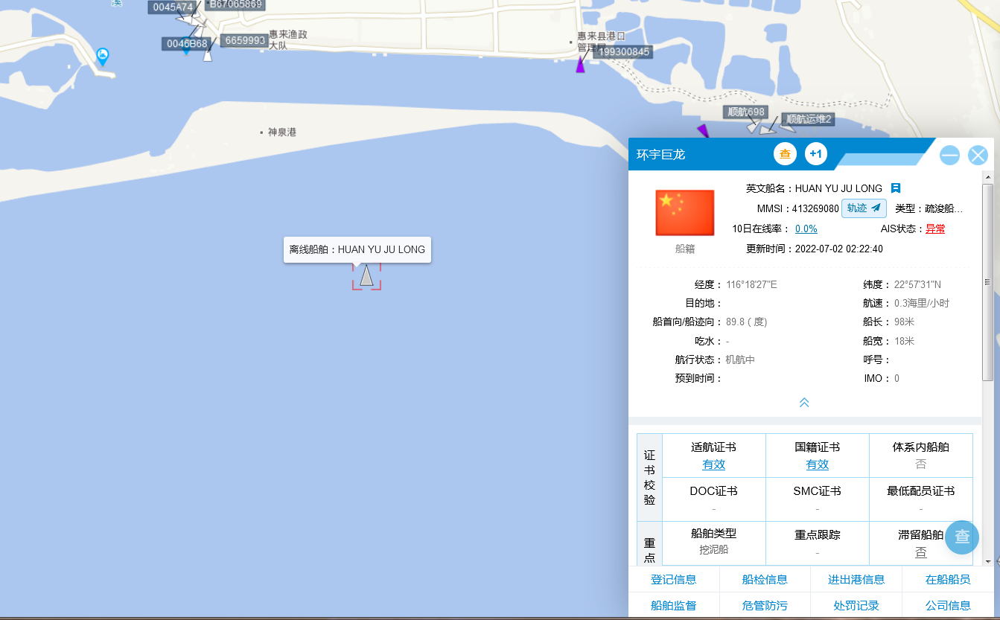 溪
0045A74
B67065869
0046B68
6659993
惠来渔政
大队
惠来县港口
管理局
199300845
神泉港
顺航698
顺航运维2
离线船舶：HUAN YU JU LONG
环宇巨龙
查
+1
英文船名：HUAN YU JU LONG
MMSI：413269080 轨迹 类型：疏浚船...
10日在线率： 0.0% AIS状态：异常
船籍 更新时间：2022-07-02 02:22:40
经度： 116°18'27"E 纬度： 22°57'31"N
目的地： 航速： 0.3海里/小时
船首向/船迹向： 89.8 ( 度) 船长： 98米
吃水： - 船宽： 18米
航行状态： 机航中 呼号：
预到时间： IMO： 0
证书校验
适航证书 国籍证书 体系内船舶
有效 有效 否
DOC证书 SMC证书 最低配员证书
- - -
重点
船舶类型 重点跟踪 滞留船舶
挖泥船 - 否
查
登记信息 船检信息 进出港信息 在船船员
船舶监督 危管防污 处罚记录 公司信息